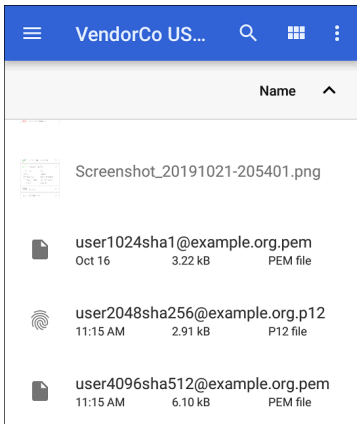 VendorCo US...
Name
Screenshot_20191021-205401.png
user1024sha1@example.org.pem
Oct 16 3.22 kB PEM file
user2048sha256@example.org.p12
11:15 AM 2.91 kB P12 file
user4096sha512@example.org.pem
11:15 AM 6.10 kB PEM file